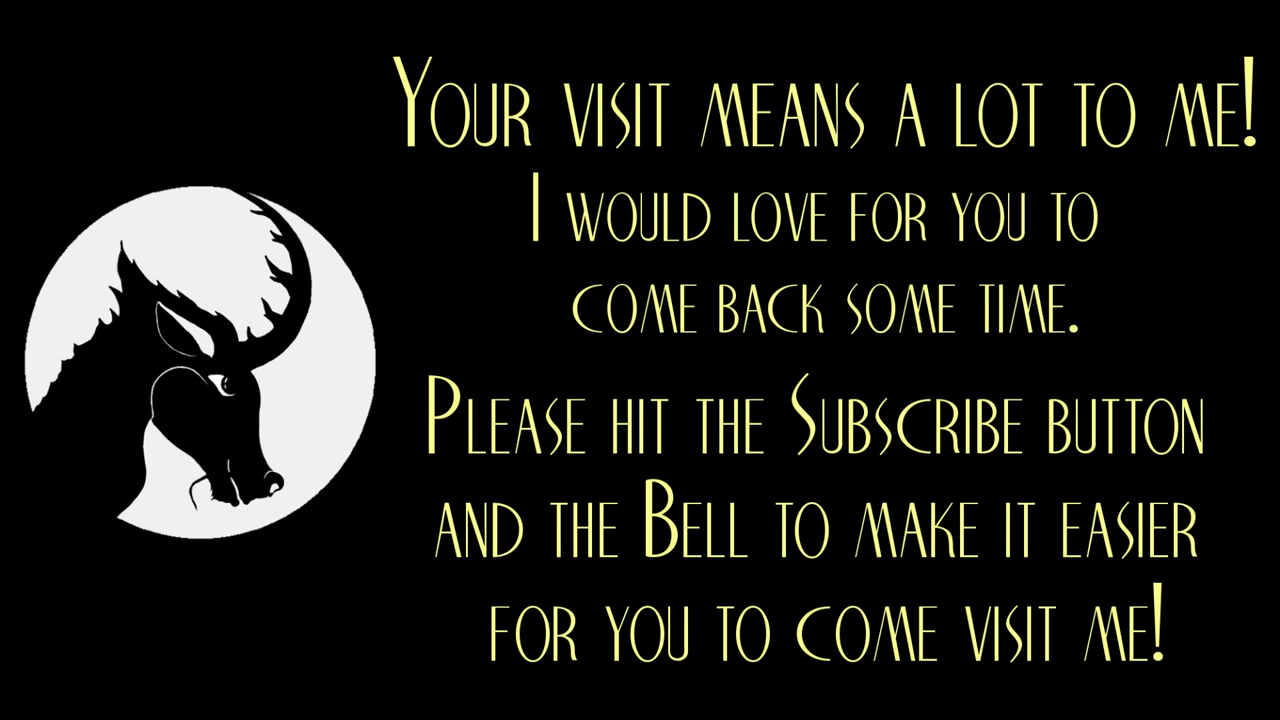 Your visit means a lot to me!
I would love for you to
come back some time.
Please hit the Subscribe button
and the Bell to make it easier
for you to come visit me!